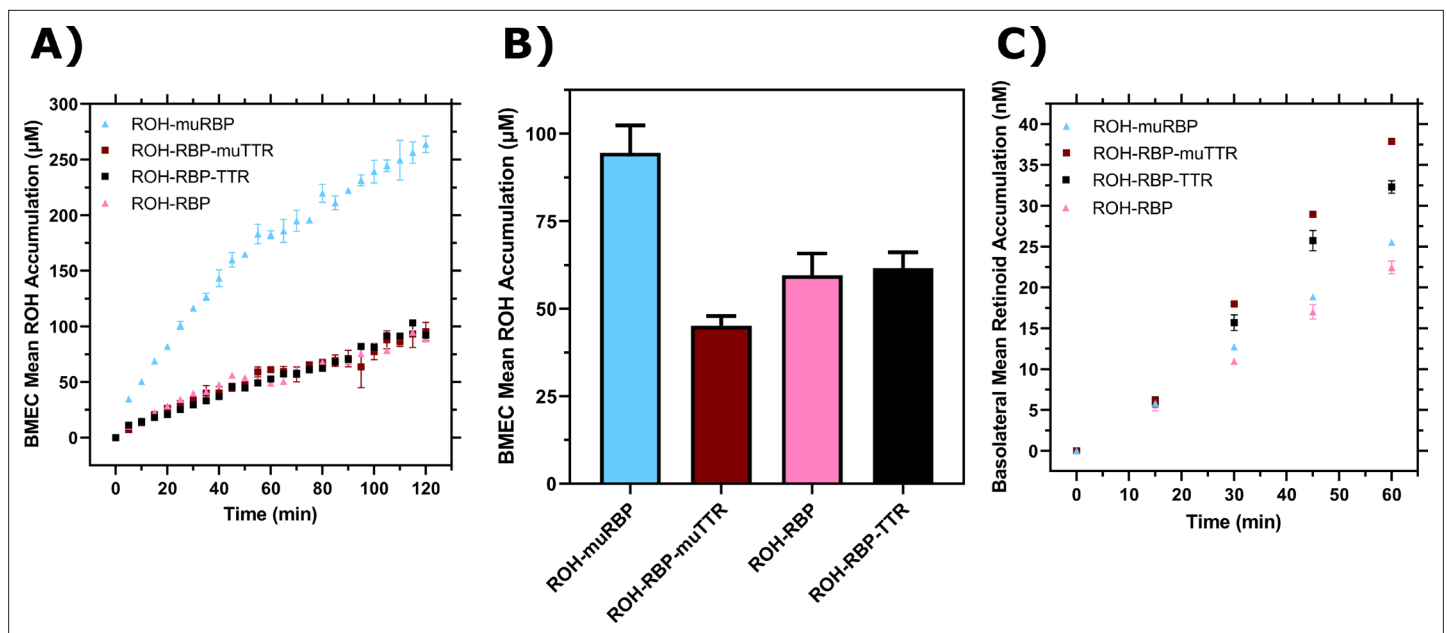 A)
BMEC Mean ROH Accumulation (µM)
300
250
200
150
100
50
0
ROH-muRBP
ROH-RBP-muTTR
ROH-RBP-TTR
ROH-RBP
0 20 40 60 80 100 120
Time (min)
B)
BMEC Mean ROH Accumulation (µM)
100
75
50
25
0
ROH-muRBP
ROH-RBP-muTTR
ROH-RBP
ROH-RBP-TTR
C)
Basolateral Mean Retinoid Accumulation (nM)
40
35
30
25
20
15
10
5
0
ROH-muRBP
ROH-RBP-muTTR
ROH-RBP-TTR
ROH-RBP
0 10 20 30 40 50 60
Time (min)